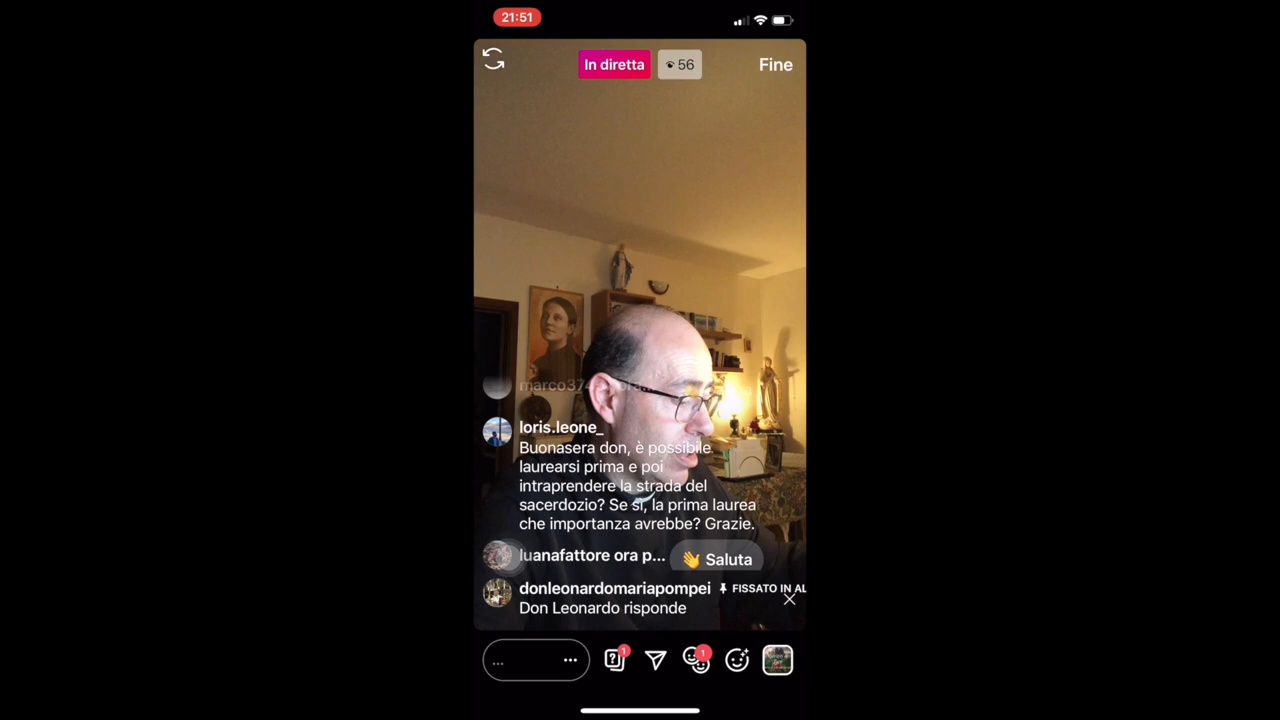 21:51
In diretta
56
Fine
loris.leone_
Buonasera don, è possibile
laurearsi prima e poi
intraprendere la strada del
sacerdozio? Se sì, la prima laurea
che importanza avrebbe? Grazie.
luanafattore ora p...
👋 Saluta
donleonardomariapompei FISSATO IN AL
Don Leonardo risponde
... •••
1
1